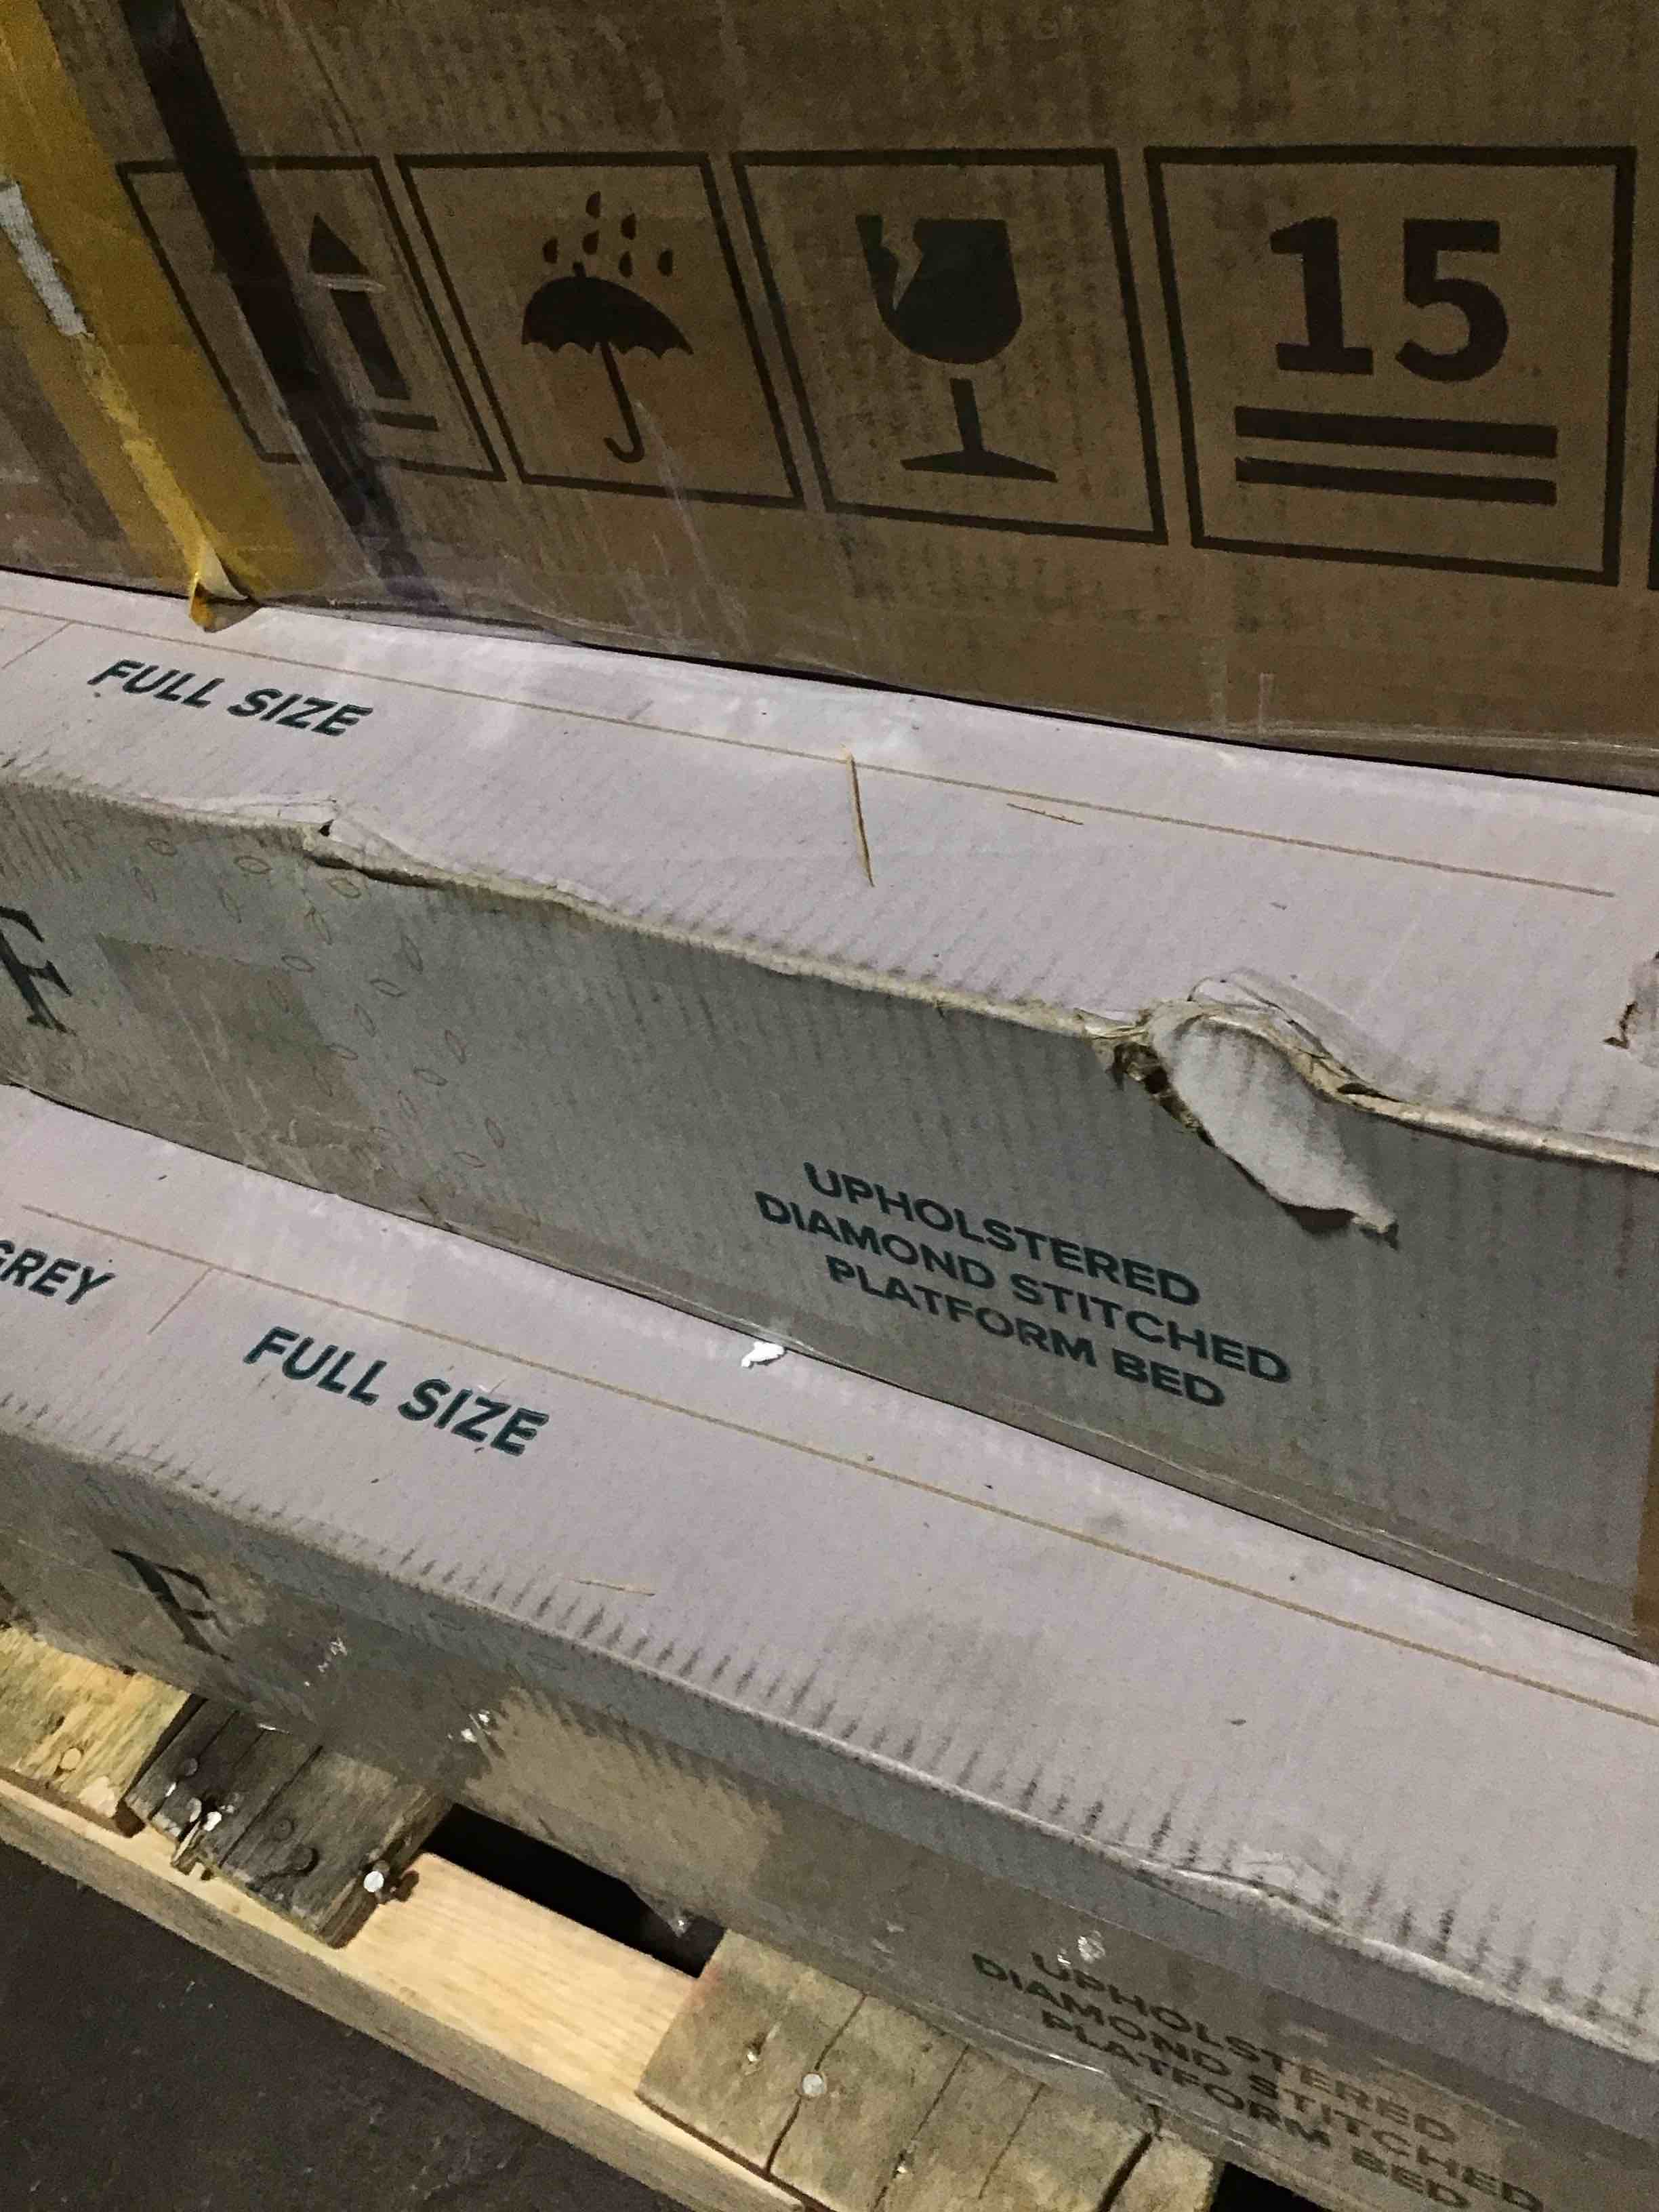 15
FULL SIZE
F
UPHOLSTERED
DIAMOND STITCHED
PLATFORM BED
GREY
FULL SIZE
F
UPHOLSTERED
DIAMOND STITCHED
PLATFORM BED